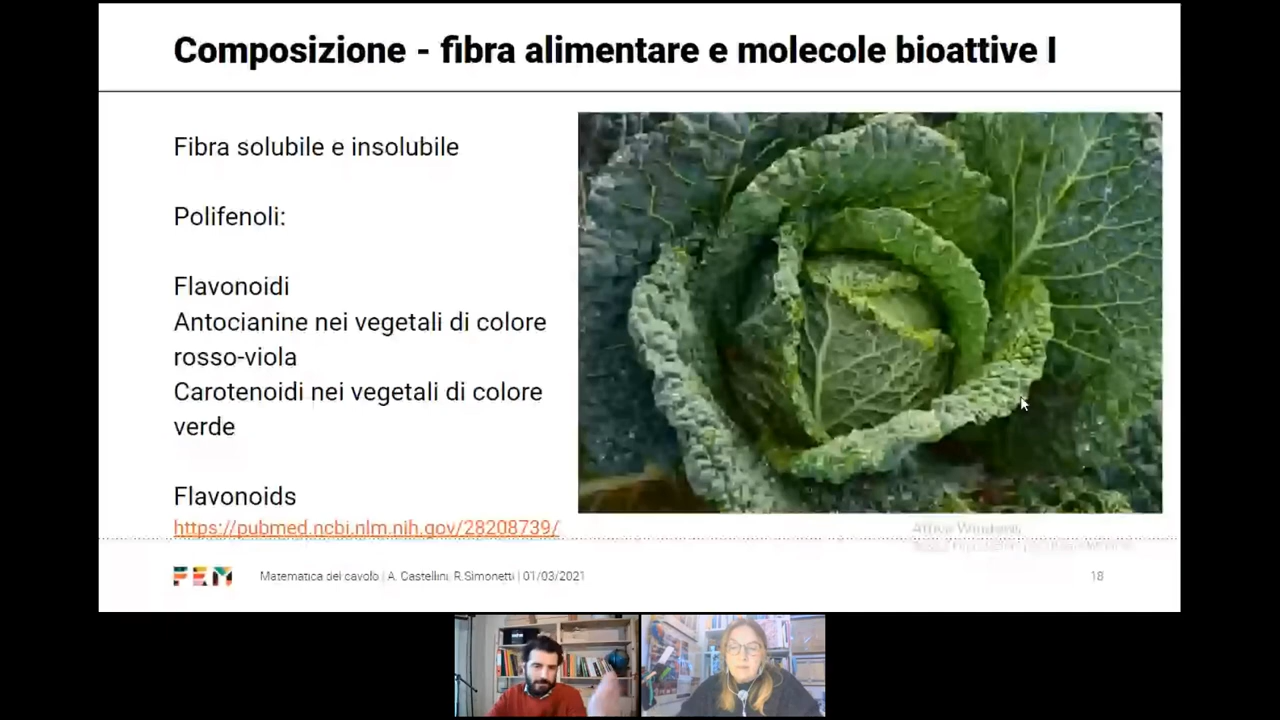 Composizione - fibra alimentare e molecole bioattive I
Fibra solubile e insolubile
Polifenoli:
Flavonoidi
Antocianine nei vegetali di colore
rosso-viola
Carotenoidi nei vegetali di colore
verde
Flavonoids
https://pubmed.ncbi.nlm.nih.gov/28208739/
Attiva Windows
FEM
Matematica del cavolo | A. Castellini, R.Simonetti | 01/03/2021
18